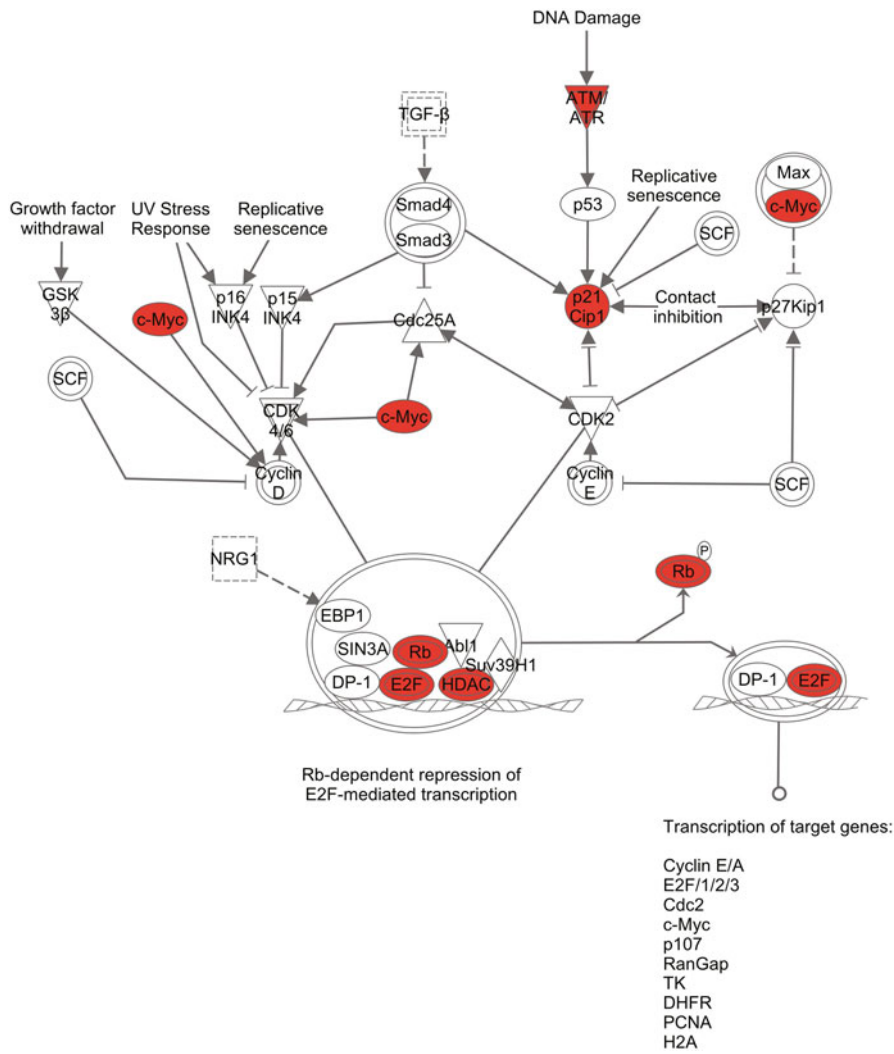 DNA Damage
ATM/
ATR
TGF-β
Max
c-Myc
Replicative
senescence
p53
Smad4
Smad3
SCF
Growth factor
withdrawal
UV Stress
Response
Replicative
senescence
GSK
3β
p16
INK4
p15
INK4
c-Myc
Cdc25A
p21
Cip1
Contact
inhibition
p27Kip1
SCF
CDK
4/6
c-Myc
CDK2
Cyclin
D
Cyclin
E
SCF
NRG1
P
Rb
EBP1
SIN3A
Rb
Abl1
Suv39H1
DP-1
E2F
HDAC
DP-1
E2F
Rb-dependent repression of
E2F-mediated transcription
Transcription of target genes:
Cyclin E/A
E2F/1/2/3
Cdc2
c-Myc
p107
RanGap
TK
DHFR
PCNA
H2A